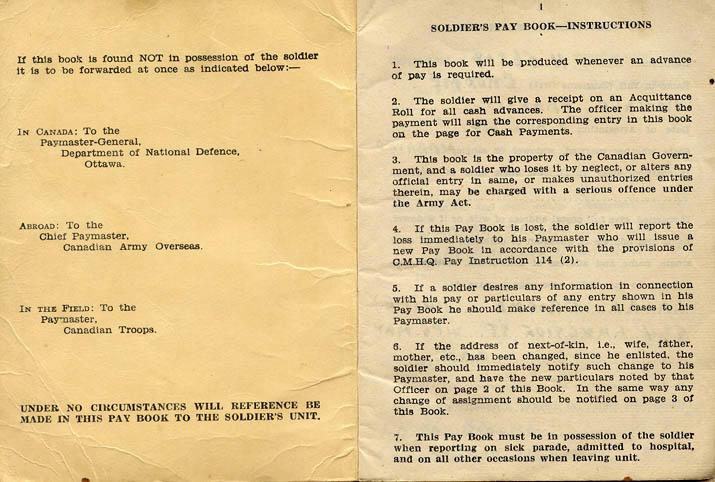 If this book is found NOT in possession of the soldier
it is to be forwarded at once as indicated below:—
IN CANADA: To the
Paymaster-General,
Department of National Defence,
Ottawa.
ABROAD: To the
Chief Paymaster,
Canadian Army Overseas.
IN THE FIELD: To the
Paymaster,
Canadian Troops.
UNDER NO CIRCUMSTANCES WILL REFERENCE BE
MADE IN THIS PAY BOOK TO THE SOLDIER'S UNIT.
1
SOLDIER'S PAY BOOK—INSTRUCTIONS
1. This book will be produced whenever an advance
of pay is required.
2. The soldier will give a receipt on an Acquittance
Roll for all cash advances. The officer making the
payment will sign the corresponding entry in this book
on the page for Cash Payments.
3. This book is the property of the Canadian Govern-
ment, and a soldier who loses it by neglect, or alters any
official entry in same, or makes unauthorized entries
therein, may be charged with a serious offence under
the Army Act.
4. If this Pay Book is lost, the soldier will report the
loss immediately to his Paymaster who will issue a
new Pay Book in accordance with the provisions of
C.M.H.Q. Pay Instruction 114 (2).
5. If a soldier desires any information in connection
with his pay or particulars of any entry shown in his
Pay Book he should make reference in all cases to his
Paymaster.
6. If the address of next-of-kin, i.e., wife, father,
mother, etc., has been changed, since he enlisted, the
soldier should immediately notify such change to his
Paymaster, and have the new particulars noted by that
Officer on page 2 of this Book. In the same way any
change of assignment should be notified on page 3 of
this Book.
7. This Pay Book must be in possession of the soldier
when reporting on sick parade, admitted to hospital,
and on all other occasions when leaving unit.